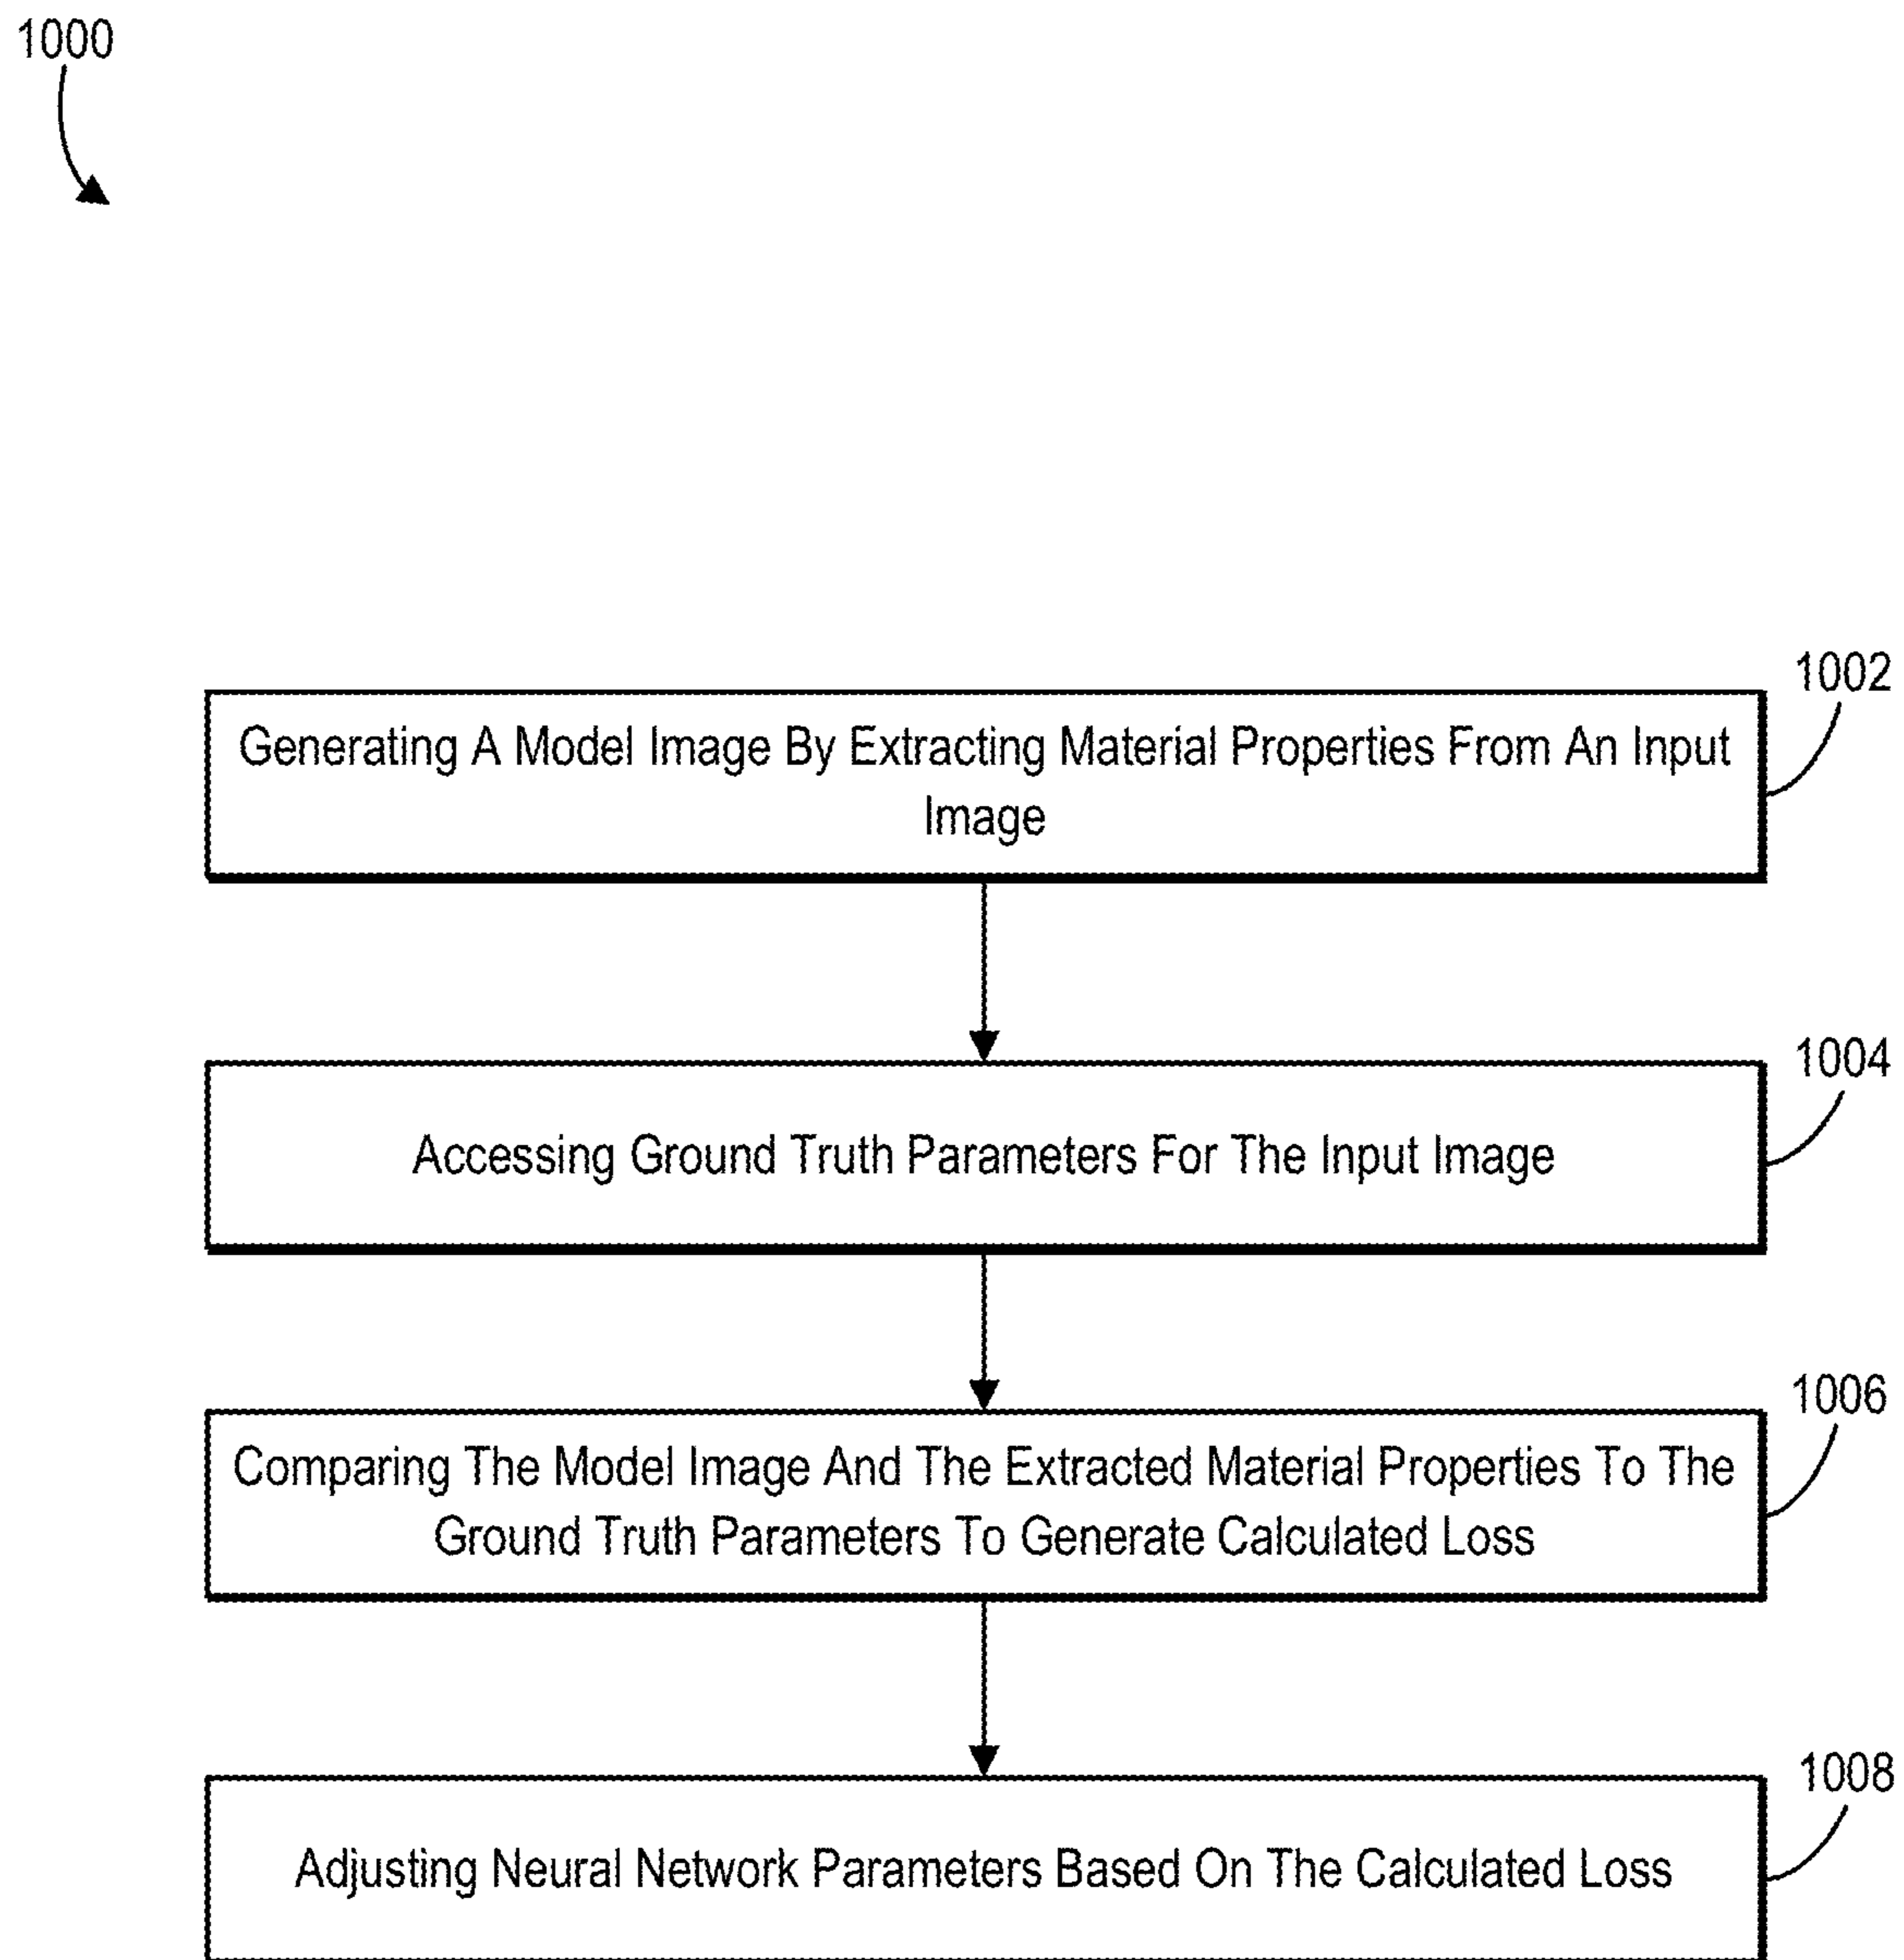 1000
1002
Generating A Model Image By Extracting Material Properties From An Input
Image
1004
Accessing Ground Truth Parameters For The Input Image
1006
Comparing The Model Image And The Extracted Material Properties To The
Ground Truth Parameters To Generate Calculated Loss
1008
Adjusting Neural Network Parameters Based On The Calculated Loss